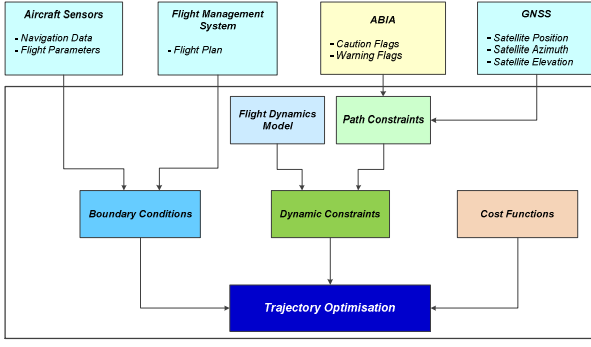 Aircraft Sensors
- Navigation Data
- Flight Parameters
Flight Management
System
- Flight Plan
ABIA
- Caution Flags
- Warning Flags
GNSS
- Satellite Position
- Satellite Azimuth
- Satellite Elevation
Flight Dynamics
Model
Path Constraints
Boundary Conditions
Dynamic Constraints
Cost Functions
Trajectory Optimisation